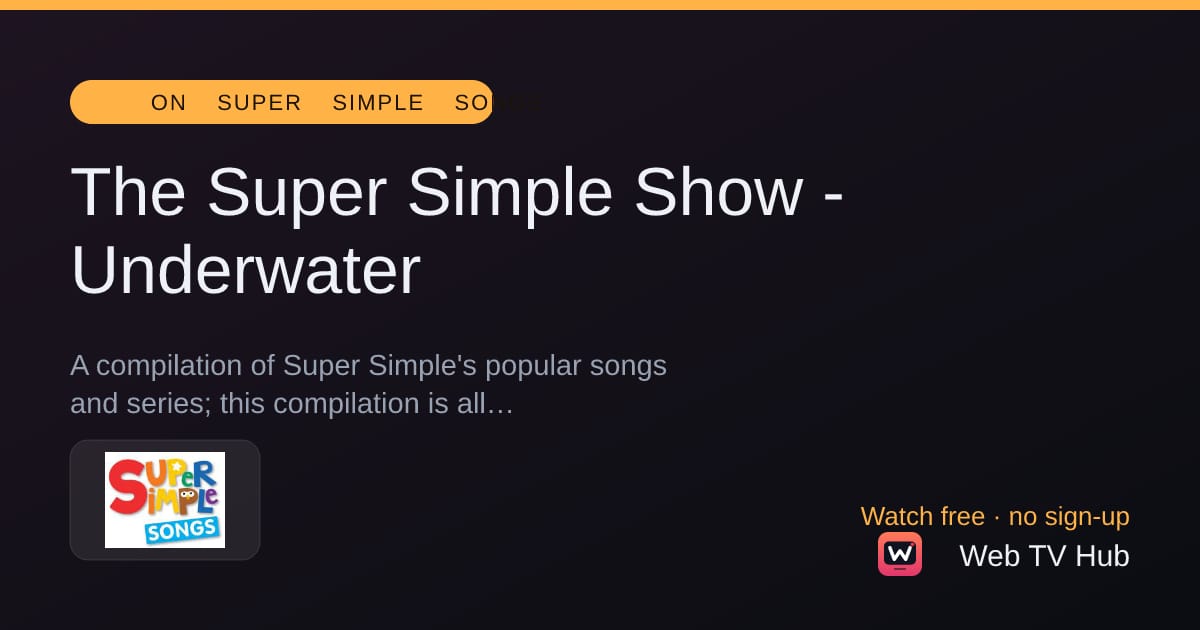 ON SUPER SIMPLE SONGS
The Super Simple Show -
Underwater
A compilation of Super Simple's popular songs
and series; this compilation is all…
SUPER
SiMPLe
SONGS
Watch free · no sign-up
W
Web TV Hub